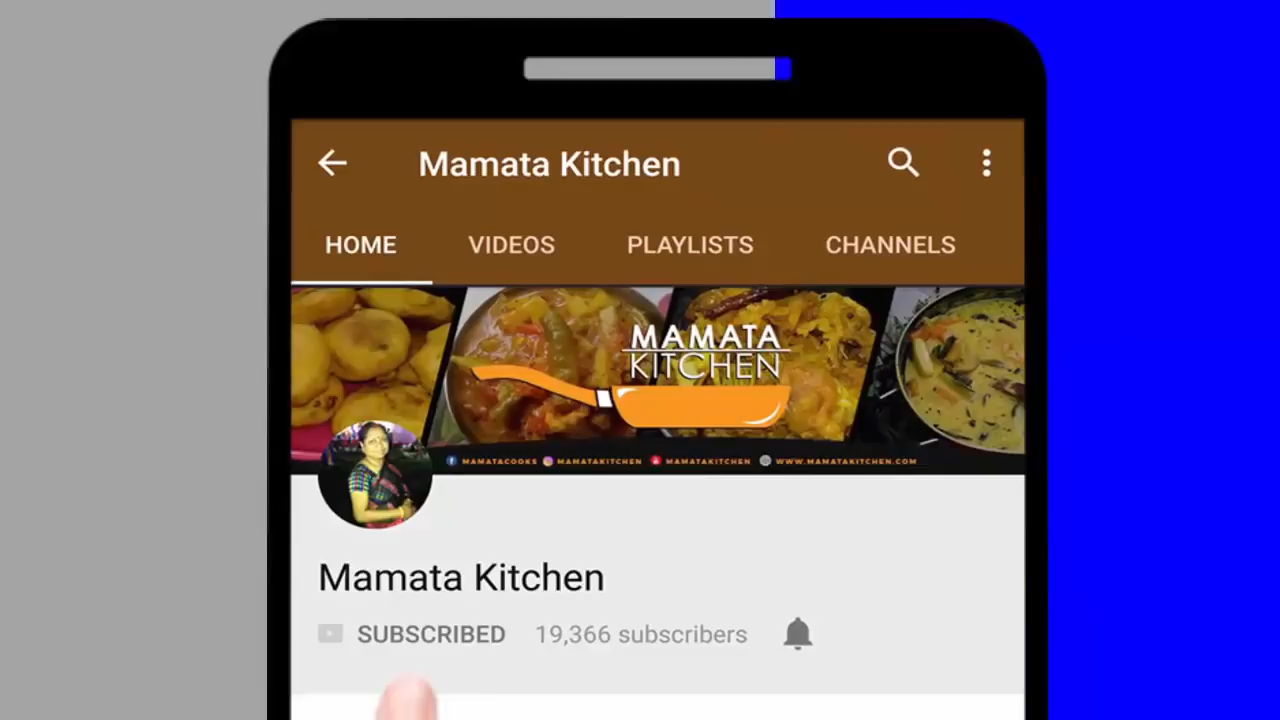 Mamata Kitchen
HOME VIDEOS PLAYLISTS CHANNELS
MAMATA
KITCHEN
MAMATACOOKS MAMATAKITCHEN MAMATAKITCHEN WWW.MAMATAKITCHEN.COM
Mamata Kitchen
SUBSCRIBED 19,366 subscribers